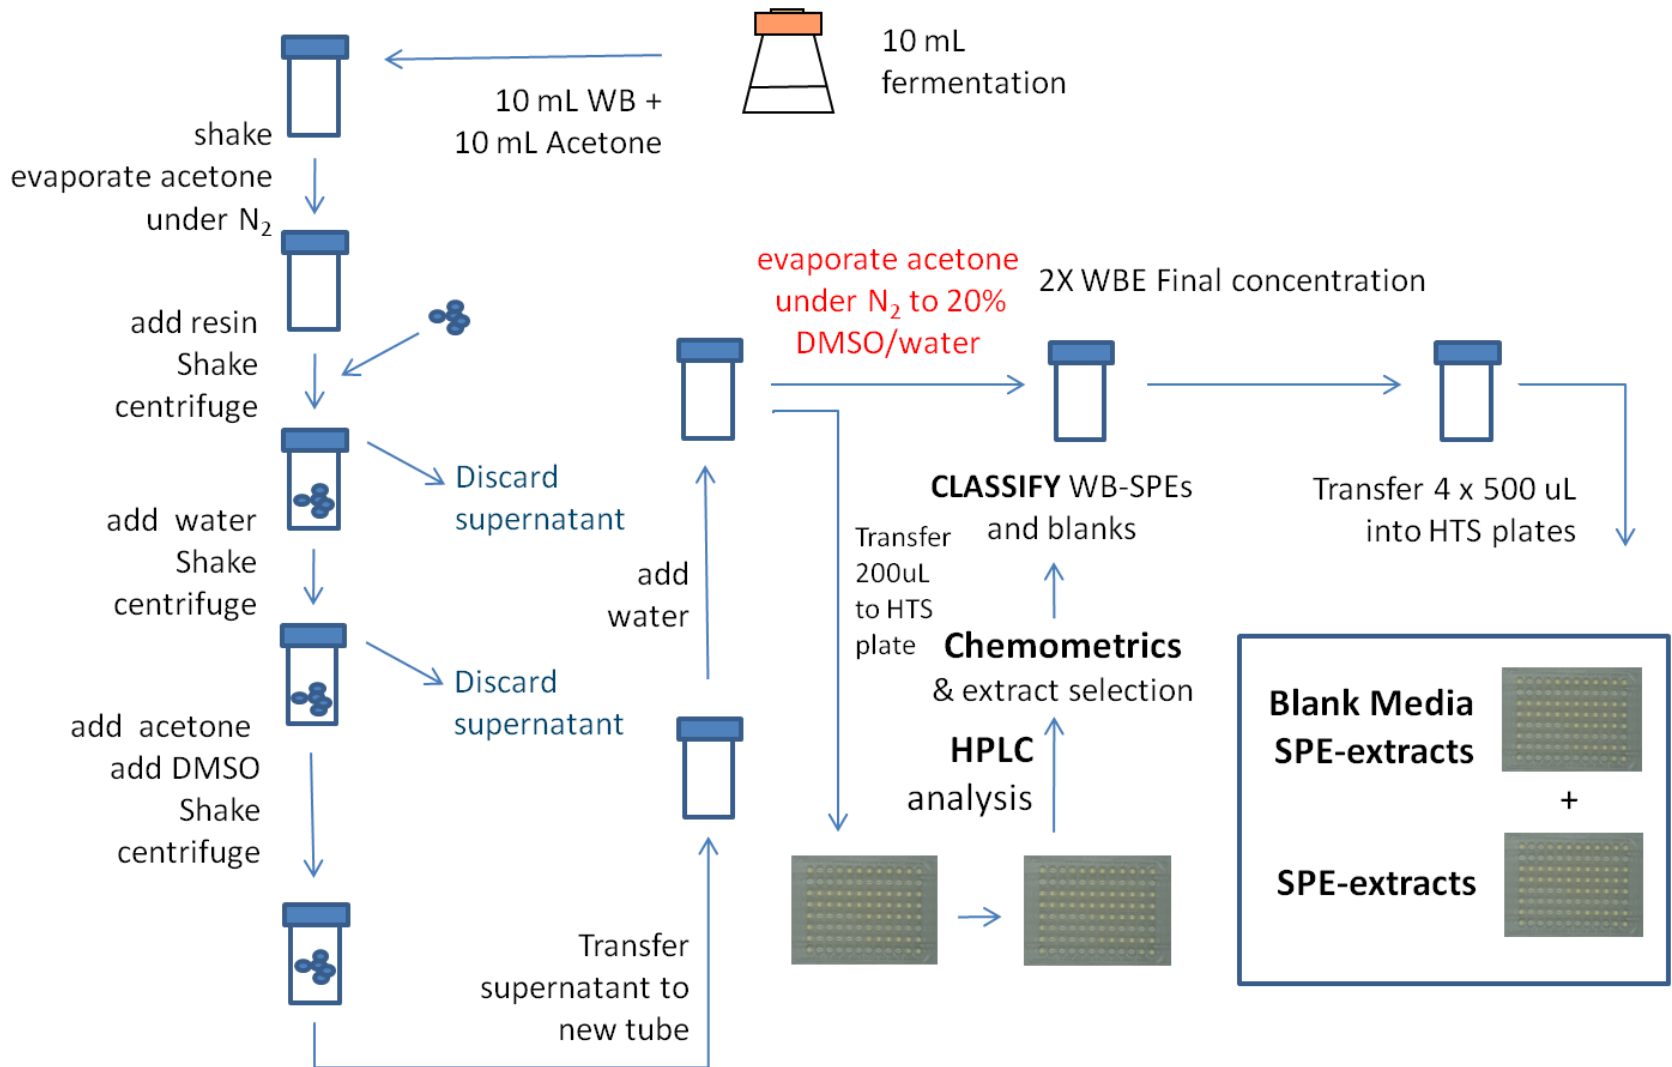 10 mL
fermentation
10 mL WB +
10 mL Acetone
shake
evaporate acetone
under N₂
add resin
Shake
centrifuge
Discard
supernatant
add water
Shake
centrifuge
Discard
supernatant
add acetone
add DMSO
Shake
centrifuge
Transfer
supernatant to
new tube
add
water
evaporate acetone
under N₂ to 20%
DMSO/water
2X WBE Final concentration
Transfer
200uL
to HTS
plate
HPLC
analysis
Chemometrics
& extract selection
CLASSIFY WB-SPEs
and blanks
Transfer 4 x 500 uL
into HTS plates
Blank Media
SPE-extracts
+
SPE-extracts